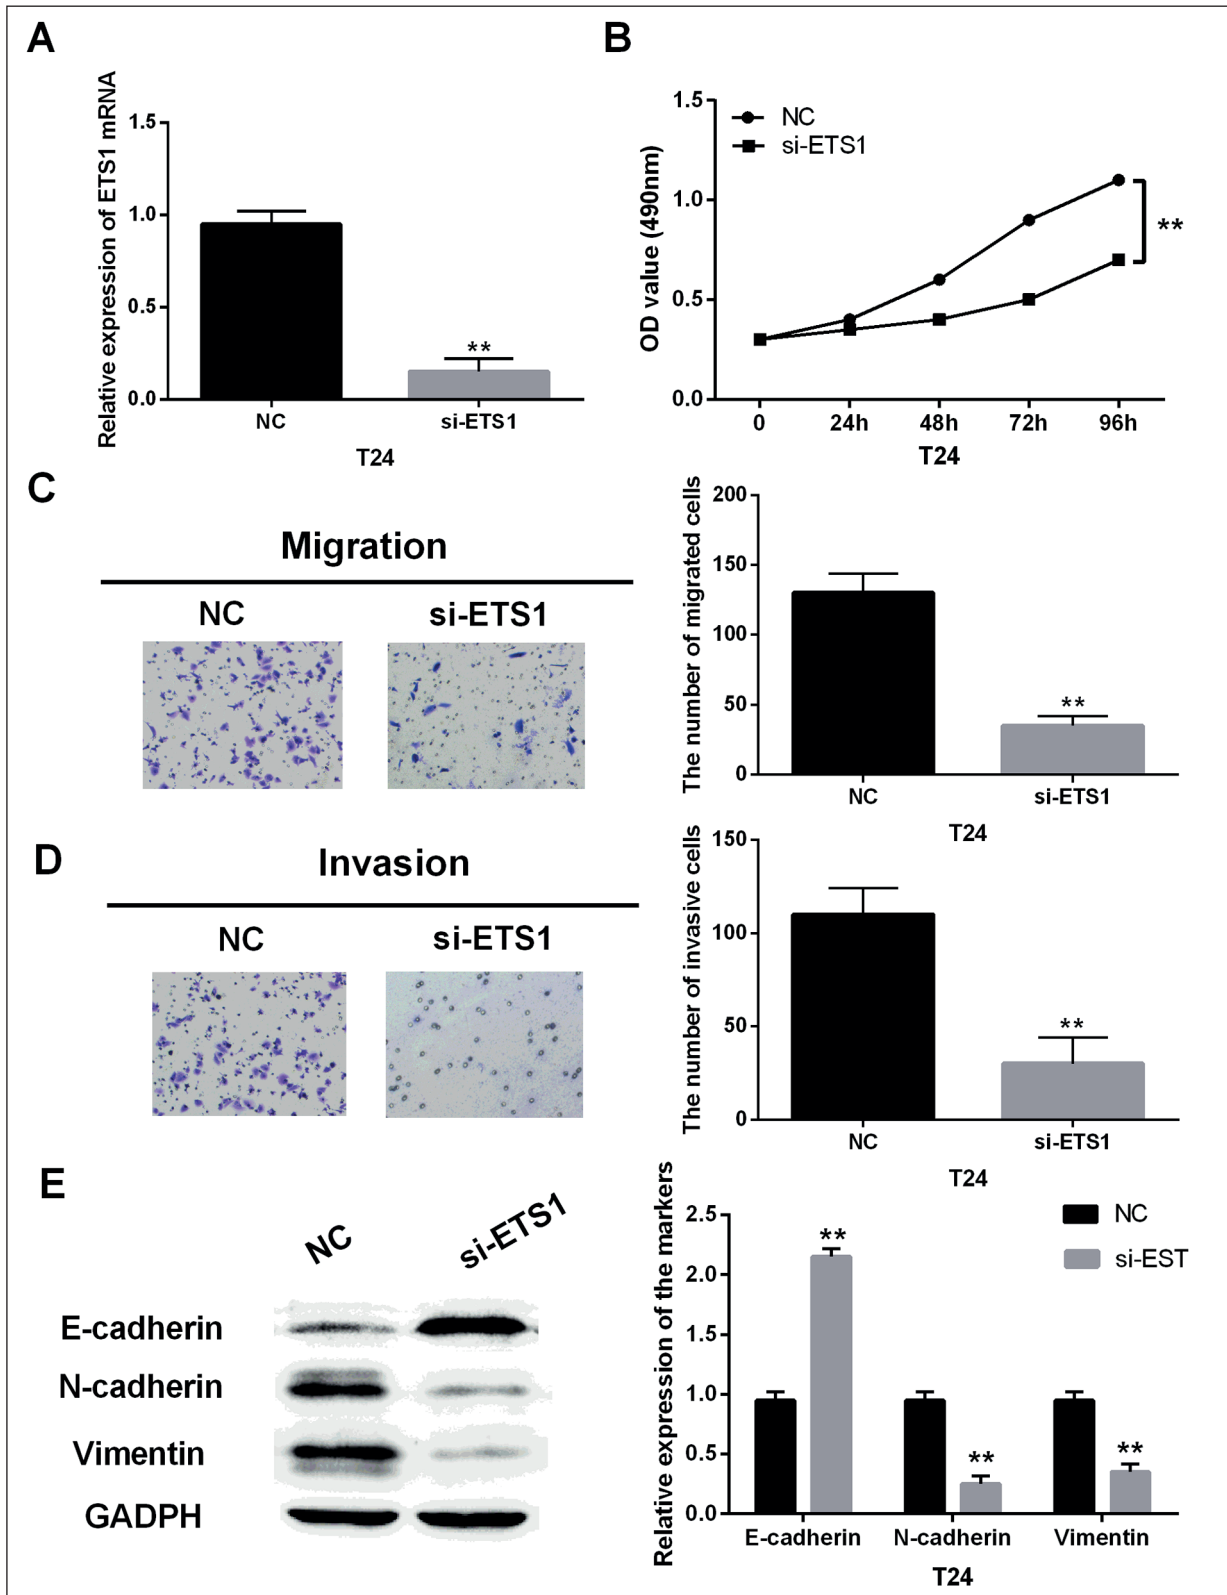 A
Relative expression of ETS1 mRNA
1.5
1.0
0.5
0.0
**
NC
si-ETS1
T24
B
OD value (490nm)
1.5
1.0
0.5
0.0
NC
si-ETS1
**
0
24h
48h
72h
96h
T24
C
Migration
NC
si-ETS1
The number of migrated cells
200
150
100
50
0
**
NC
si-ETS1
T24
D
Invasion
NC
si-ETS1
The number of invasive cells
150
100
50
0
**
NC
si-ETS1
T24
E
NC
si-ETS1
E-cadherin
N-cadherin
Vimentin
GADPH
Relative expression of the markers
2.5
2.0
1.5
1.0
0.5
0.0
NC
si-EST
**
**
**
E-cadherin
N-cadherin
Vimentin
T24